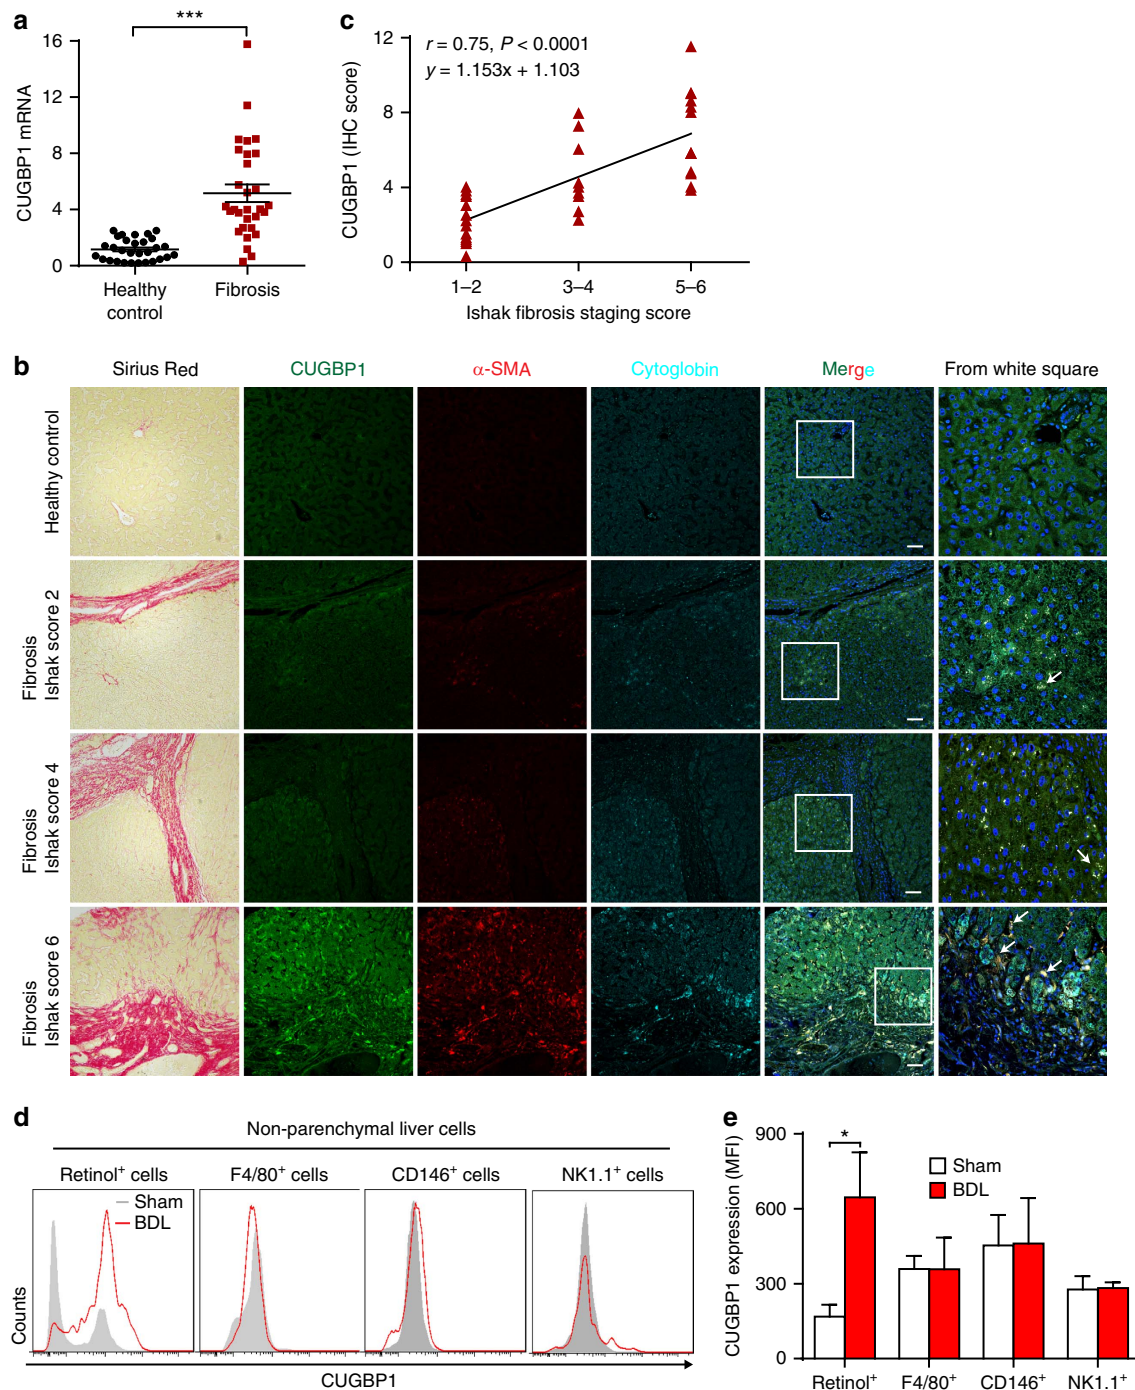 a
***
16
12
8
4
0
CUGBP1 mRNA
Healthy
control
Fibrosis
c
r = 0.75, P < 0.0001
y = 1.153x + 1.103
12
8
4
0
CUGBP1 (IHC score)
1–2
3–4
5–6
Ishak fibrosis staging score
b
Sirius Red
CUGBP1
α-SMA
Cytoglobin
Merge
From white square
Healthy control
Fibrosis
Ishak score 2
Fibrosis
Ishak score 4
Fibrosis
Ishak score 6
d
Non-parenchymal liver cells
Retinol⁺ cells
F4/80⁺ cells
CD146⁺ cells
NK1.1⁺ cells
Sham
BDL
Counts
CUGBP1
e
900
600
300
0
CUGBP1 expression (MFI)
*
Sham
BDL
Retinol⁺
F4/80⁺
CD146⁺
NK1.1⁺